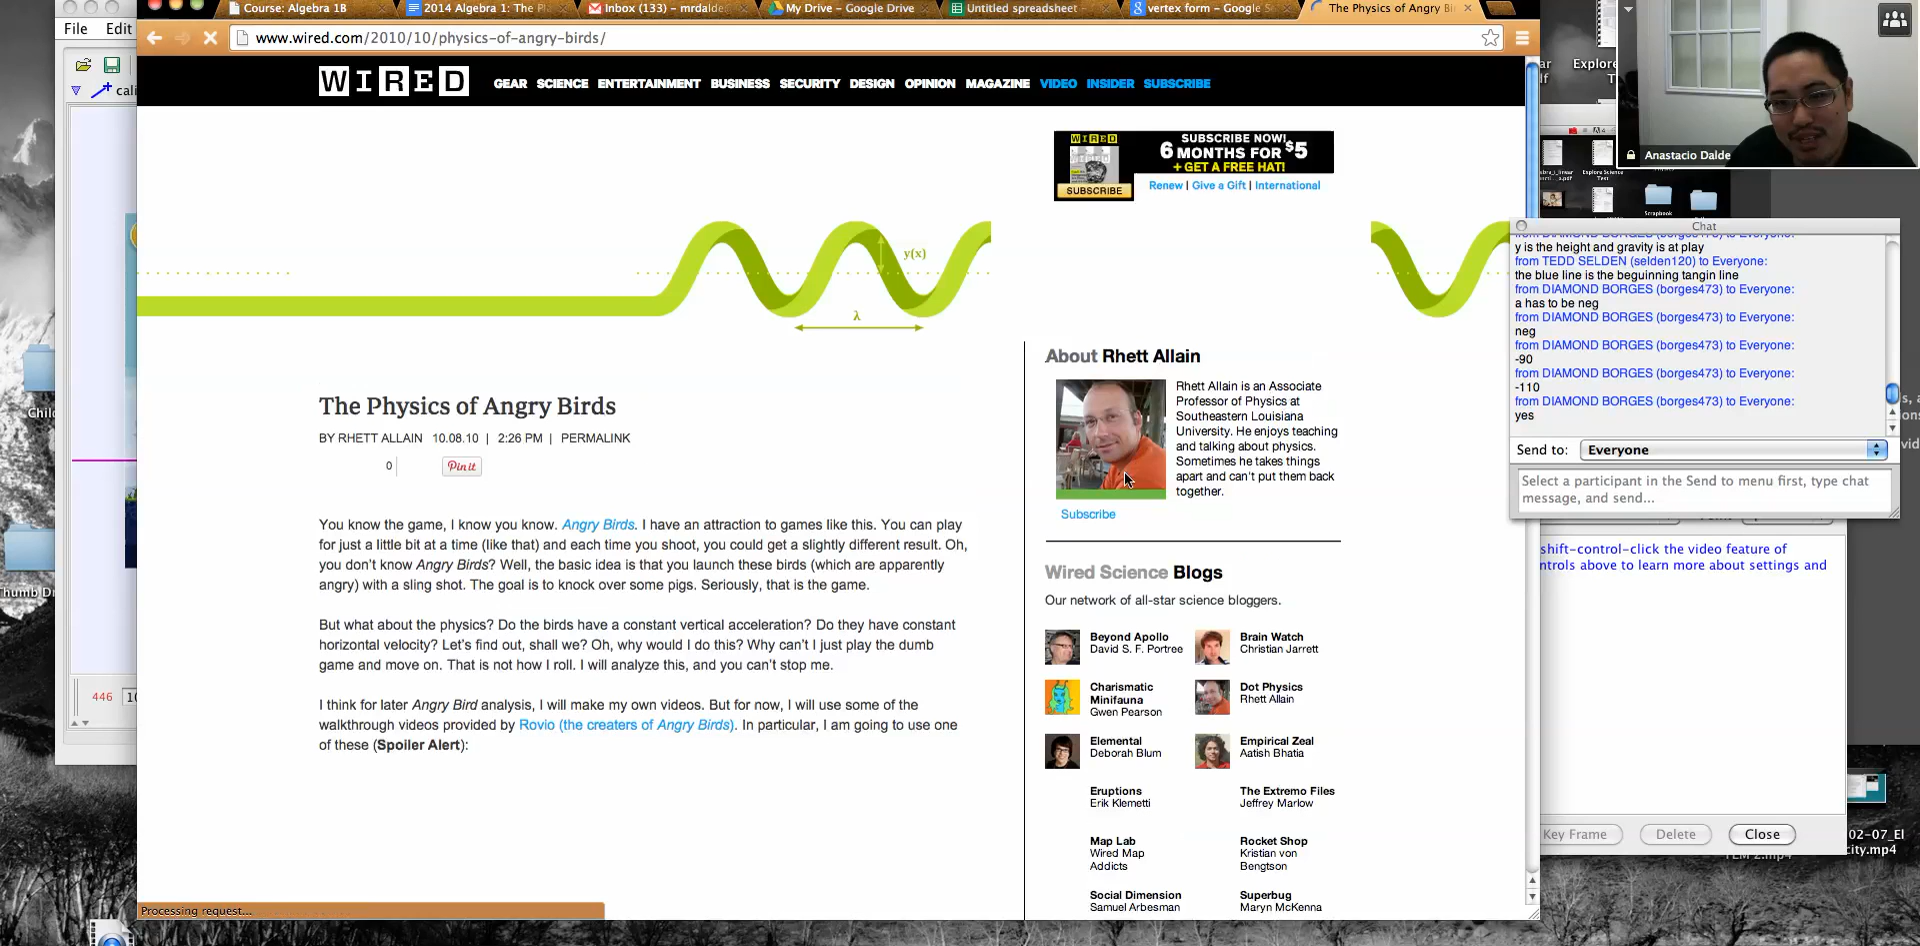 File Edit
Course: Algebra 1B
2014 Algebra 1: The Pl
Inbox (133) – mrdalde
My Drive – Google Drive
Untitled spreadsheet –
vertex form – Google S
The Physics of Angry Bi
www.wired.com/2010/10/physics-of-angry-birds/
WIRED
GEAR SCIENCE ENTERTAINMENT BUSINESS SECURITY DESIGN OPINION MAGAZINE VIDEO INSIDER SUBSCRIBE
WIRED
SUBSCRIBE
SUBSCRIBE NOW!
6 MONTHS FOR $5
+ GET A FREE HAT!
Renew | Give a Gift | International
y(x)
λ
The Physics of Angry Birds
BY RHETT ALLAIN 10.08.10 | 2:26 PM | PERMALINK
0
Pin it
You know the game, I know you know. Angry Birds. I have an attraction to games like this. You can play
for just a little bit at a time (like that) and each time you shoot, you could get a slightly different result. Oh,
you don't know Angry Birds? Well, the basic idea is that you launch these birds (which are apparently
angry) with a sling shot. The goal is to knock over some pigs. Seriously, that is the game.
But what about the physics? Do the birds have a constant vertical acceleration? Do they have constant
horizontal velocity? Let's find out, shall we? Oh, why would I do this? Why can't I just play the dumb
game and move on. That is not how I roll. I will analyze this, and you can't stop me.
I think for later Angry Bird analysis, I will make my own videos. But for now, I will use some of the
walkthrough videos provided by Rovio (the creators of Angry Birds). In particular, I am going to use one
of these (Spoiler Alert):
About Rhett Allain
Rhett Allain is an Associate
Professor of Physics at
Southeastern Louisiana
University. He enjoys teaching
and talking about physics.
Sometimes he takes things
apart and can't put them back
together.
Subscribe
Wired Science Blogs
Our network of all-star science bloggers.
Beyond Apollo
David S. F. Portree
Brain Watch
Christian Jarrett
Charismatic
Minifauna
Gwen Pearson
Dot Physics
Rhett Allain
Elemental
Deborah Blum
Empirical Zeal
Aatish Bhatia
Eruptions
Erik Klemetti
The Extremo Files
Jeffrey Marlow
Map Lab
Wired Map
Addicts
Rocket Shop
Kristian von
Bengtson
Social Dimension
Samuel Arbesman
Superbug
Maryn McKenna
Processing request...
cali
446
Explore
Anastacio Dalde
Explore Science
Test
Scrapbook
Chat
y is the height and gravity is at play
from TEDD SELDEN (selden120) to Everyone:
the blue line is the beguinning tangin line
from DIAMOND BORGES (borges473) to Everyone:
a has to be neg
from DIAMOND BORGES (borges473) to Everyone:
neg
from DIAMOND BORGES (borges473) to Everyone:
-90
from DIAMOND BORGES (borges473) to Everyone:
-110
from DIAMOND BORGES (borges473) to Everyone:
yes
Send to: Everyone
Select a participant in the Send to menu first, type chat
message, and send...
shift-control-click the video feature of
ntrols above to learn more about settings and
Key Frame Delete Close
02-07_El
city.mp4